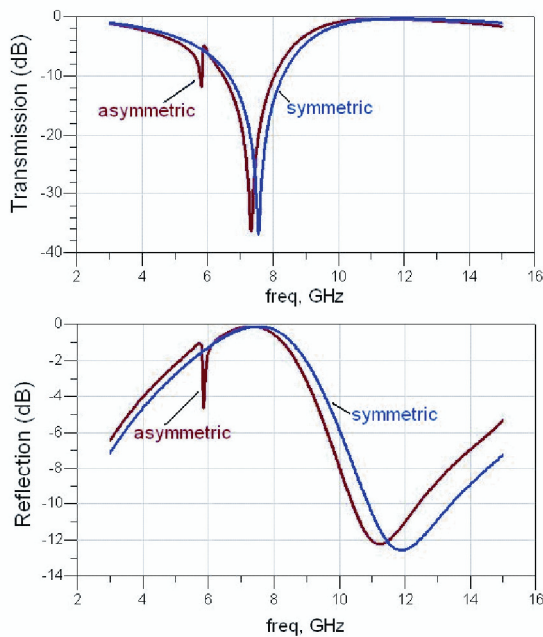 Transmission (dB)
0
-10
-20
-30
-40
asymmetric
symmetric
2 4 6 8 10 12 14 16
freq, GHz
Reflection (dB)
0
-2
-4
-6
-8
-10
-12
-14
symmetric
asymmetric
2 4 6 8 10 12 14 16
freq, GHz